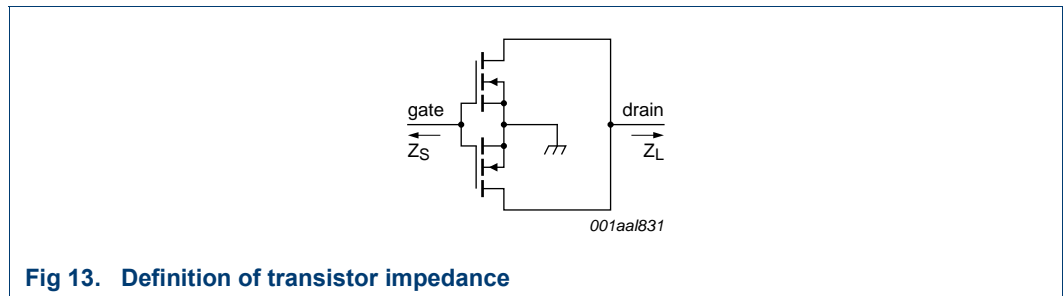 gate
drain
Z_S
Z_L
001aal831
Fig 13. Definition of transistor impedance